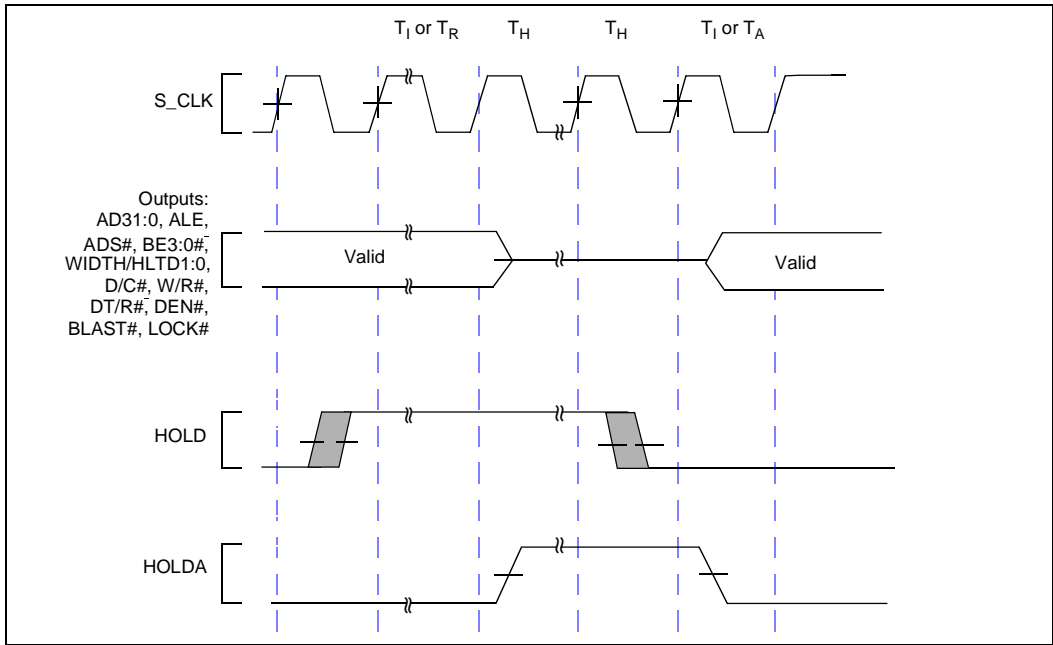 T_I or T_R T_H T_H T_I or T_A
S_CLK
Outputs:
AD31:0, ALE,
ADS#, BE3:0#,
WIDTH/HLTD1:0,
D/C#, W/R#,
DT/R#, DEN#,
BLAST#, LOCK#
Valid Valid
HOLD
HOLDA